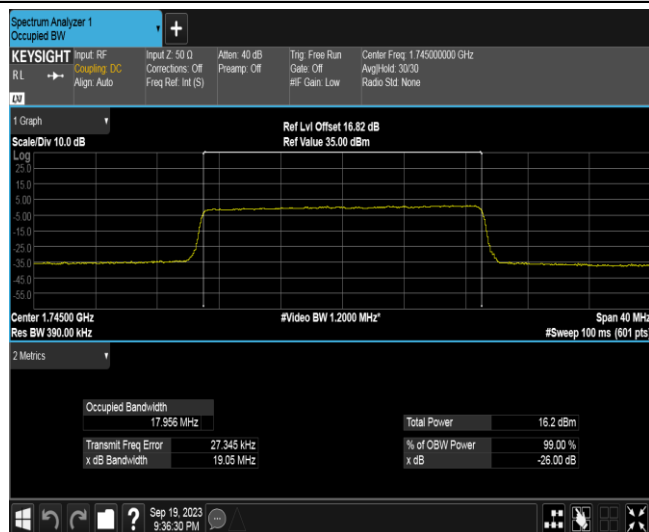 Spectrum Analyzer 1
Occupied BW
+
KEYSIGHT
RL
LXI
Input: RF
Coupling: DC
Align: Auto
Input Z: 50 Ω
Corrections: Off
Freq Ref: Int (S)
Atten: 40 dB
Preamp: Off
Trig: Free Run
Gate: Off
#IF Gain: Low
Center Freq: 1.745000000 GHz
Avg|Hold: 30/30
Radio Std: None
1 Graph
Scale/Div 10.0 dB
Ref Lvl Offset 16.82 dB
Ref Value 35.00 dBm
Log
25.0
15.0
5.00
-5.00
-15.0
-25.0
-35.0
-45.0
-55.0
Center 1.74500 GHz
Res BW 390.00 kHz
#Video BW 1.2000 MHz*
Span 40 MHz
#Sweep 100 ms (601 pts)
2 Metrics
Occupied Bandwidth
17.956 MHz
Transmit Freq Error 27.345 kHz
x dB Bandwidth 19.05 MHz
Total Power 16.2 dBm
% of OBW Power 99.00 %
x dB -26.00 dB
?
Sep 19, 2023
9:36:30 PM